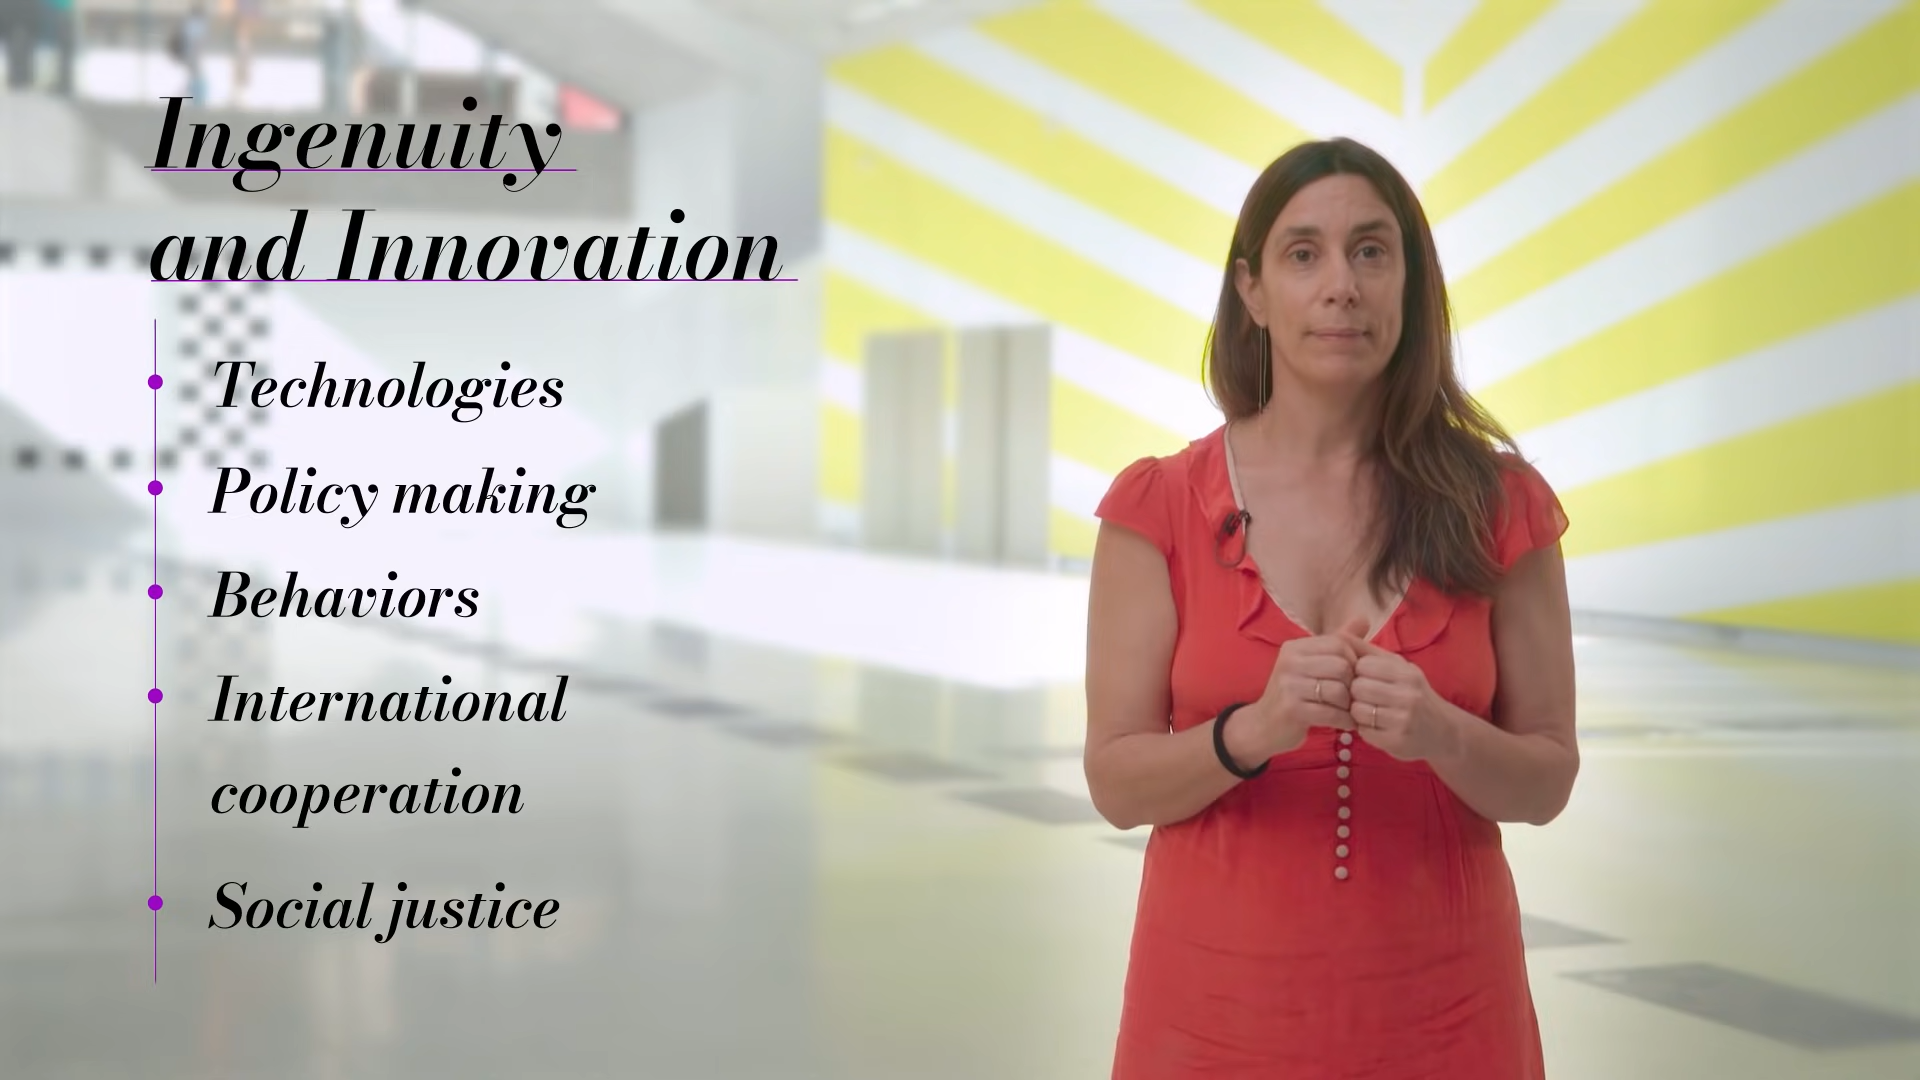 Ingenuity
and Innovation
Technologies
Policy making
Behaviors
International
cooperation
Social justice